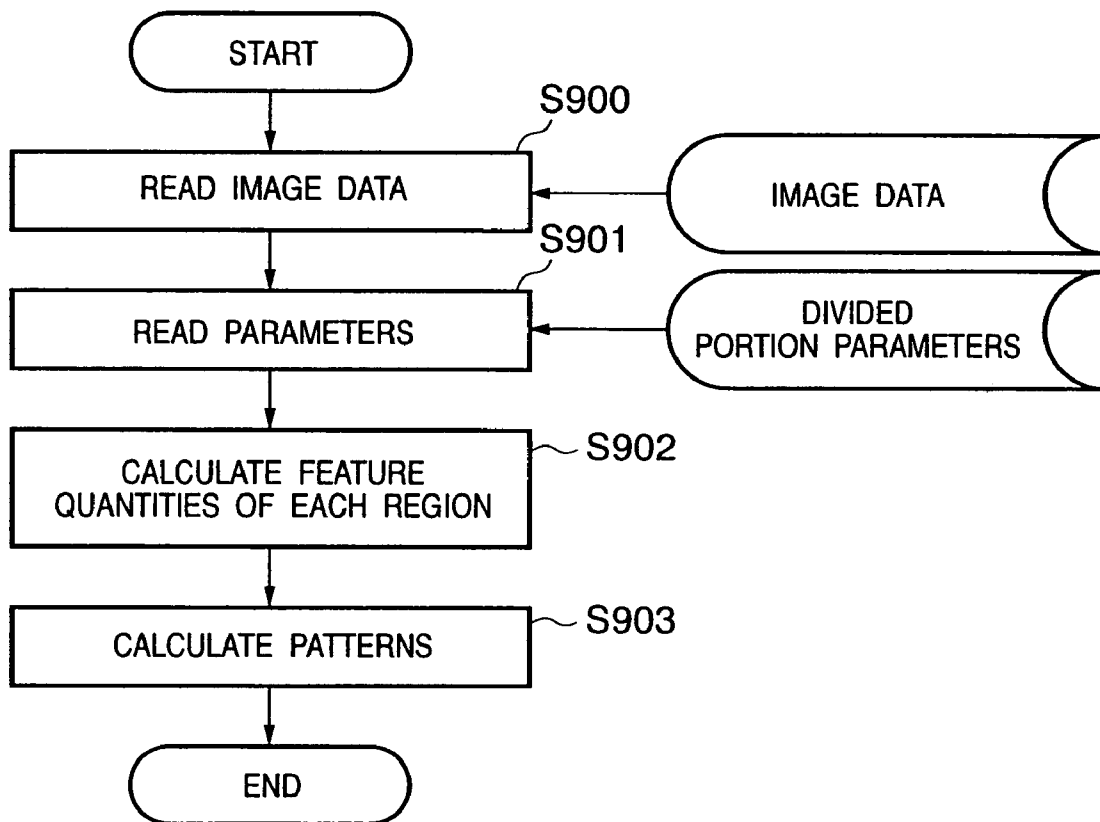 START
S900
READ IMAGE DATA
IMAGE DATA
S901
READ PARAMETERS
DIVIDED
PORTION PARAMETERS
S902
CALCULATE FEATURE
QUANTITIES OF EACH REGION
S903
CALCULATE PATTERNS
END